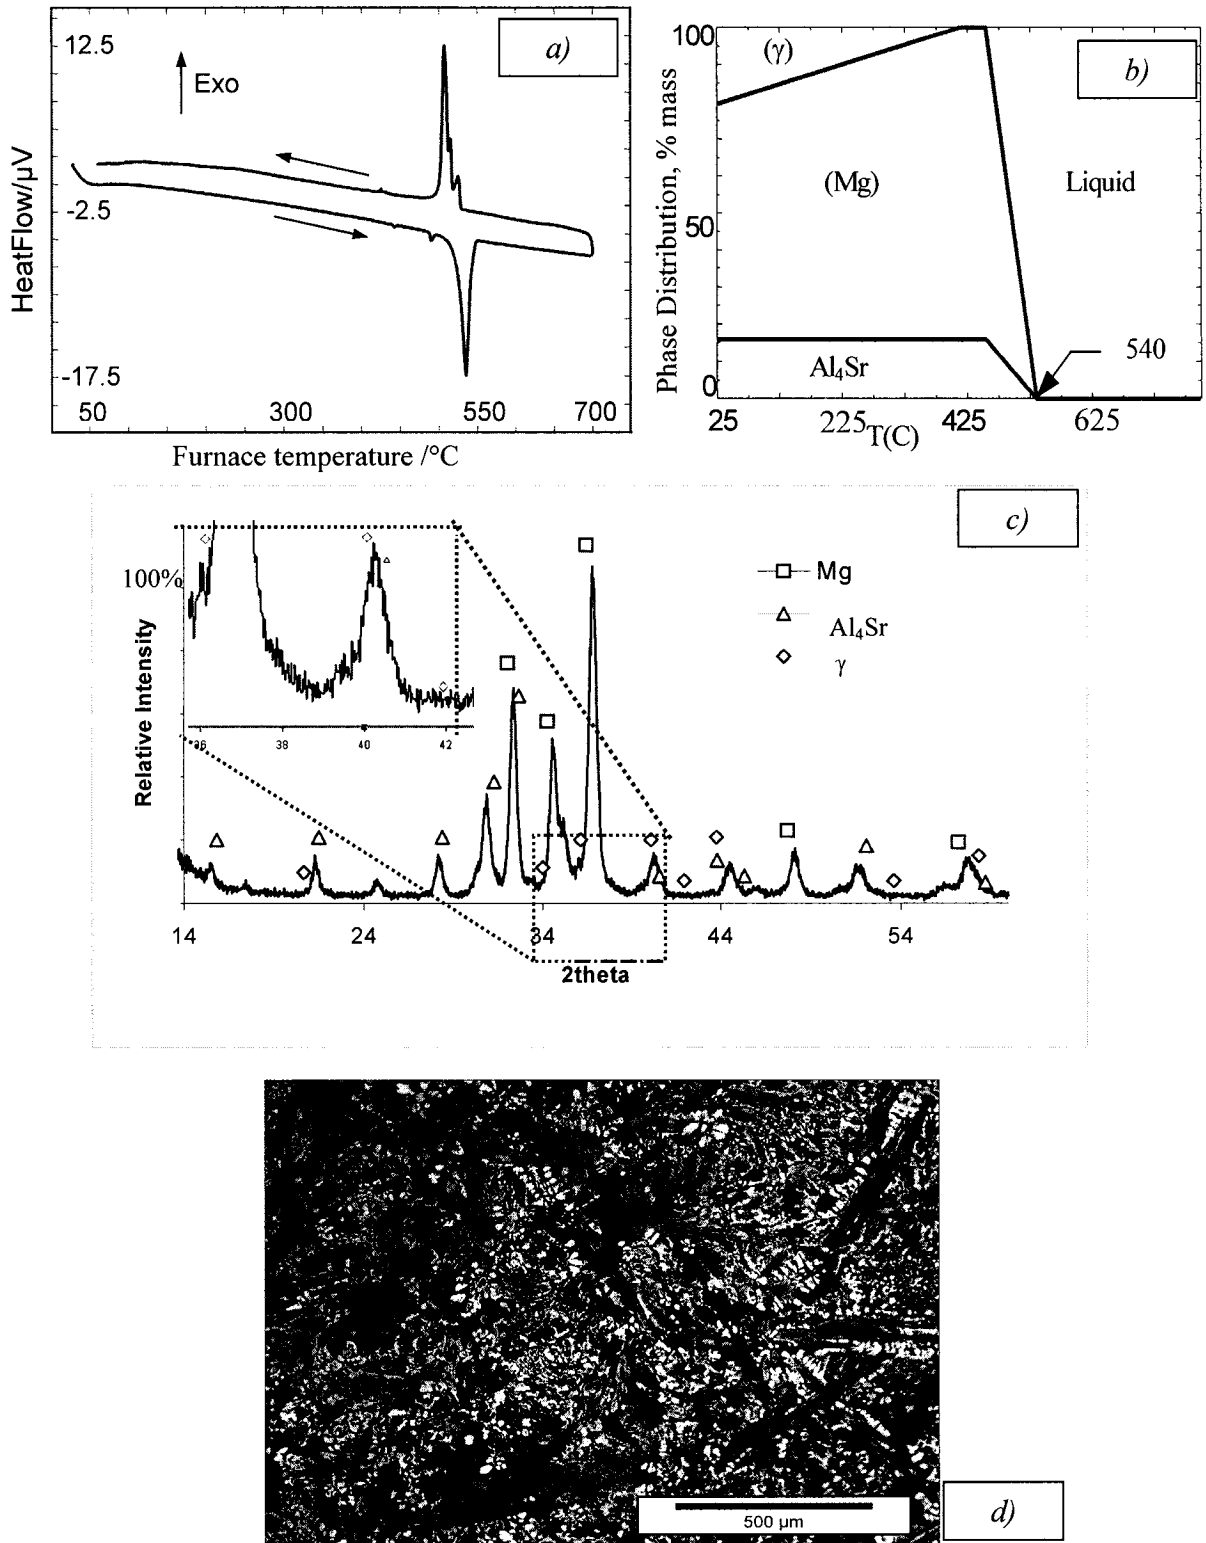 a)
12.5
Exo
HeatFlow/µV
-2.5
-17.5
50 300 550 700
Furnace temperature /°C
b)
100
(γ)
Phase Distribution, % mass
(Mg)
Liquid
50
540
Al₄Sr
0
25 225 425 625
T(C)
c)
100%
36 38 40 42
Relative Intensity
Mg
Al₄Sr
γ
14 24 34 44 54
2theta
500 µm
d)